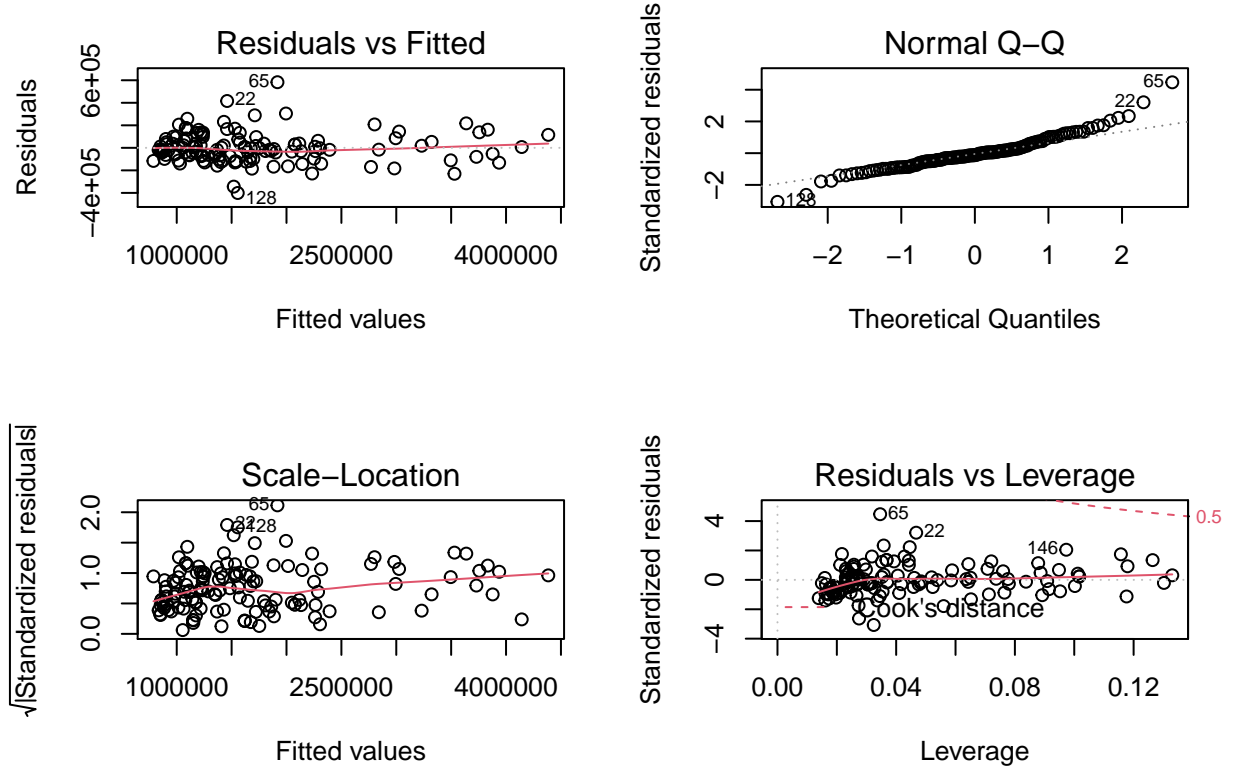 Residuals vs Fitted
Residuals
−4e+05
6e+05
65
22
128
1000000
2500000
4000000
Fitted values
Normal Q−Q
Standardized residuals
−2
2
65
22
128
−2
−1
0
1
2
Theoretical Quantiles
Scale−Location
√|Standardized residuals|
0.0
1.0
2.0
65
22
128
1000000
2500000
4000000
Fitted values
Residuals vs Leverage
Standardized residuals
−4
0
4
65
22
146
0.5
Cook's distance
0.00
0.04
0.08
0.12
Leverage